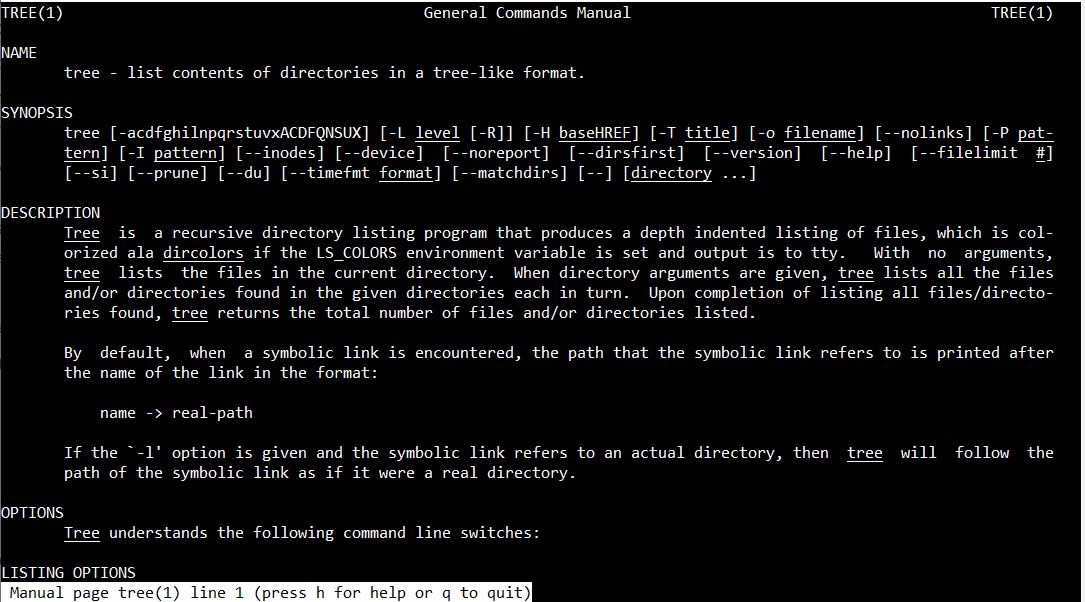 TREE(1) General Commands Manual TREE(1)
NAME
tree - list contents of directories in a tree-like format.
SYNOPSIS
tree [-acdfghilnpqrstuvxACDFQNSUX] [-L level [-R]] [-H baseHREF] [-T title] [-o filename] [--nolinks] [-P pat-
tern] [-I pattern] [--inodes] [--device] [--noreport] [--dirsfirst] [--version] [--help] [--filelimit #]
[--si] [--prune] [--du] [--timefmt format] [--matchdirs] [--] [directory ...]
DESCRIPTION
Tree is a recursive directory listing program that produces a depth indented listing of files, which is col-
orized ala dircolors if the LS_COLORS environment variable is set and output is to tty. With no arguments,
tree lists the files in the current directory. When directory arguments are given, tree lists all the files
and/or directories found in the given directories each in turn. Upon completion of listing all files/directo-
ries found, tree returns the total number of files and/or directories listed.
By default, when a symbolic link is encountered, the path that the symbolic link refers to is printed after
the name of the link in the format:
name -> real-path
If the `-l' option is given and the symbolic link refers to an actual directory, then tree will follow the
path of the symbolic link as if it were a real directory.
OPTIONS
Tree understands the following command line switches:
LISTING OPTIONS
Manual page tree(1) line 1 (press h for help or q to quit)